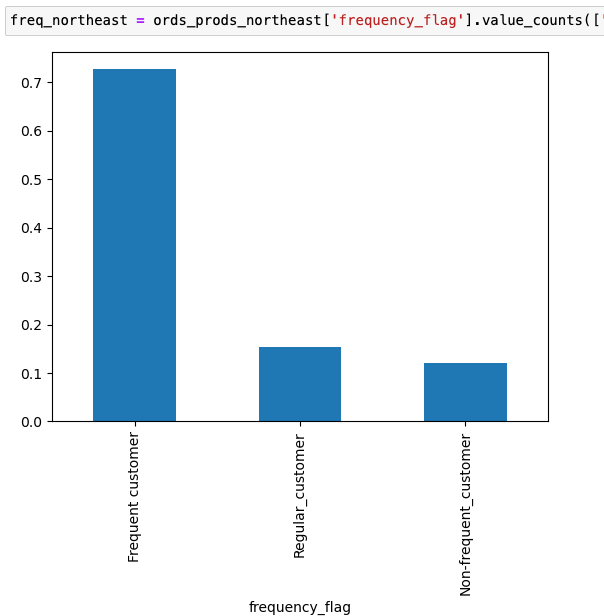 freq_northeast = ords_prods_northeast['frequency_flag'].value_counts(['
0.7
0.6
0.5
0.4
0.3
0.2
0.1
0.0
Frequent customer
Regular_customer
Non-frequent_customer
frequency_flag